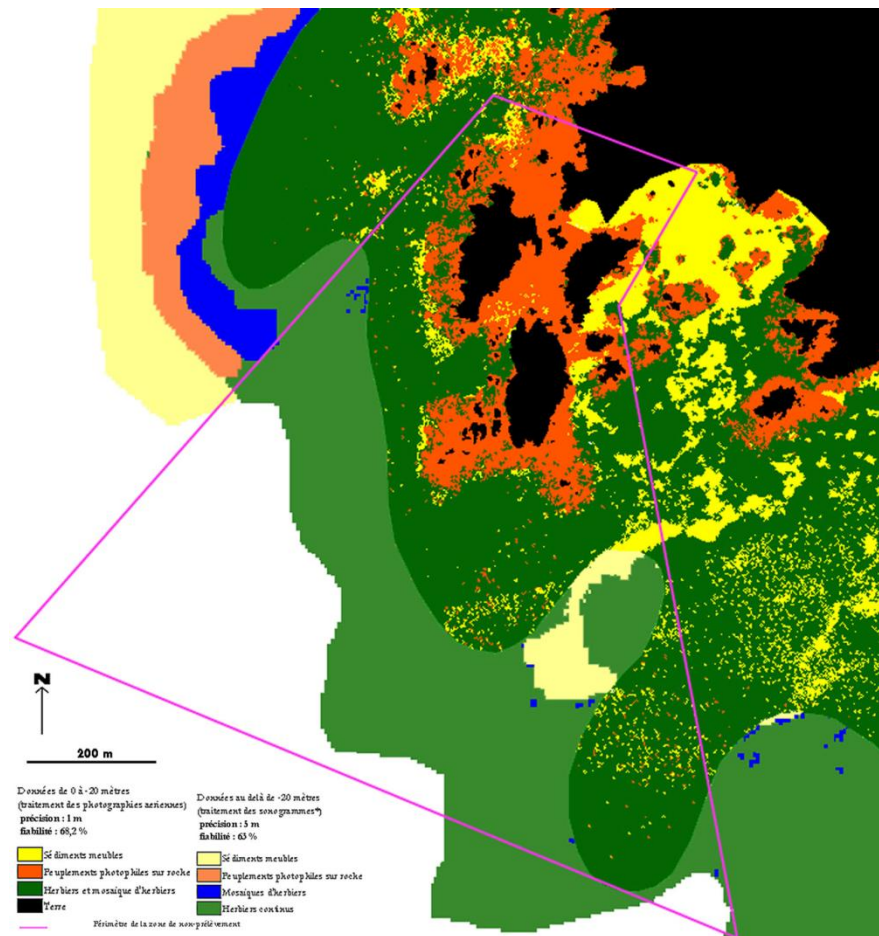 N
200 m
Données de 0 à -20 mètres
(traitement des photographies aeriennes)
précision : 1 m
fiabilité : 68,2 %
Sédiments meubles
Peuplements photophiles sur roche
Herbiers et mosaïque d'herbiers
Terre
Périmètre de la zone de non-prélèvement
Données au delà de -20 mètres
(traitement des sonogrammes*)
précision : 5 m
fiabilité : 63 %
Sédiments meubles
Peuplements photophiles sur roche
Mosaïques d'herbiers
Herbiers continus